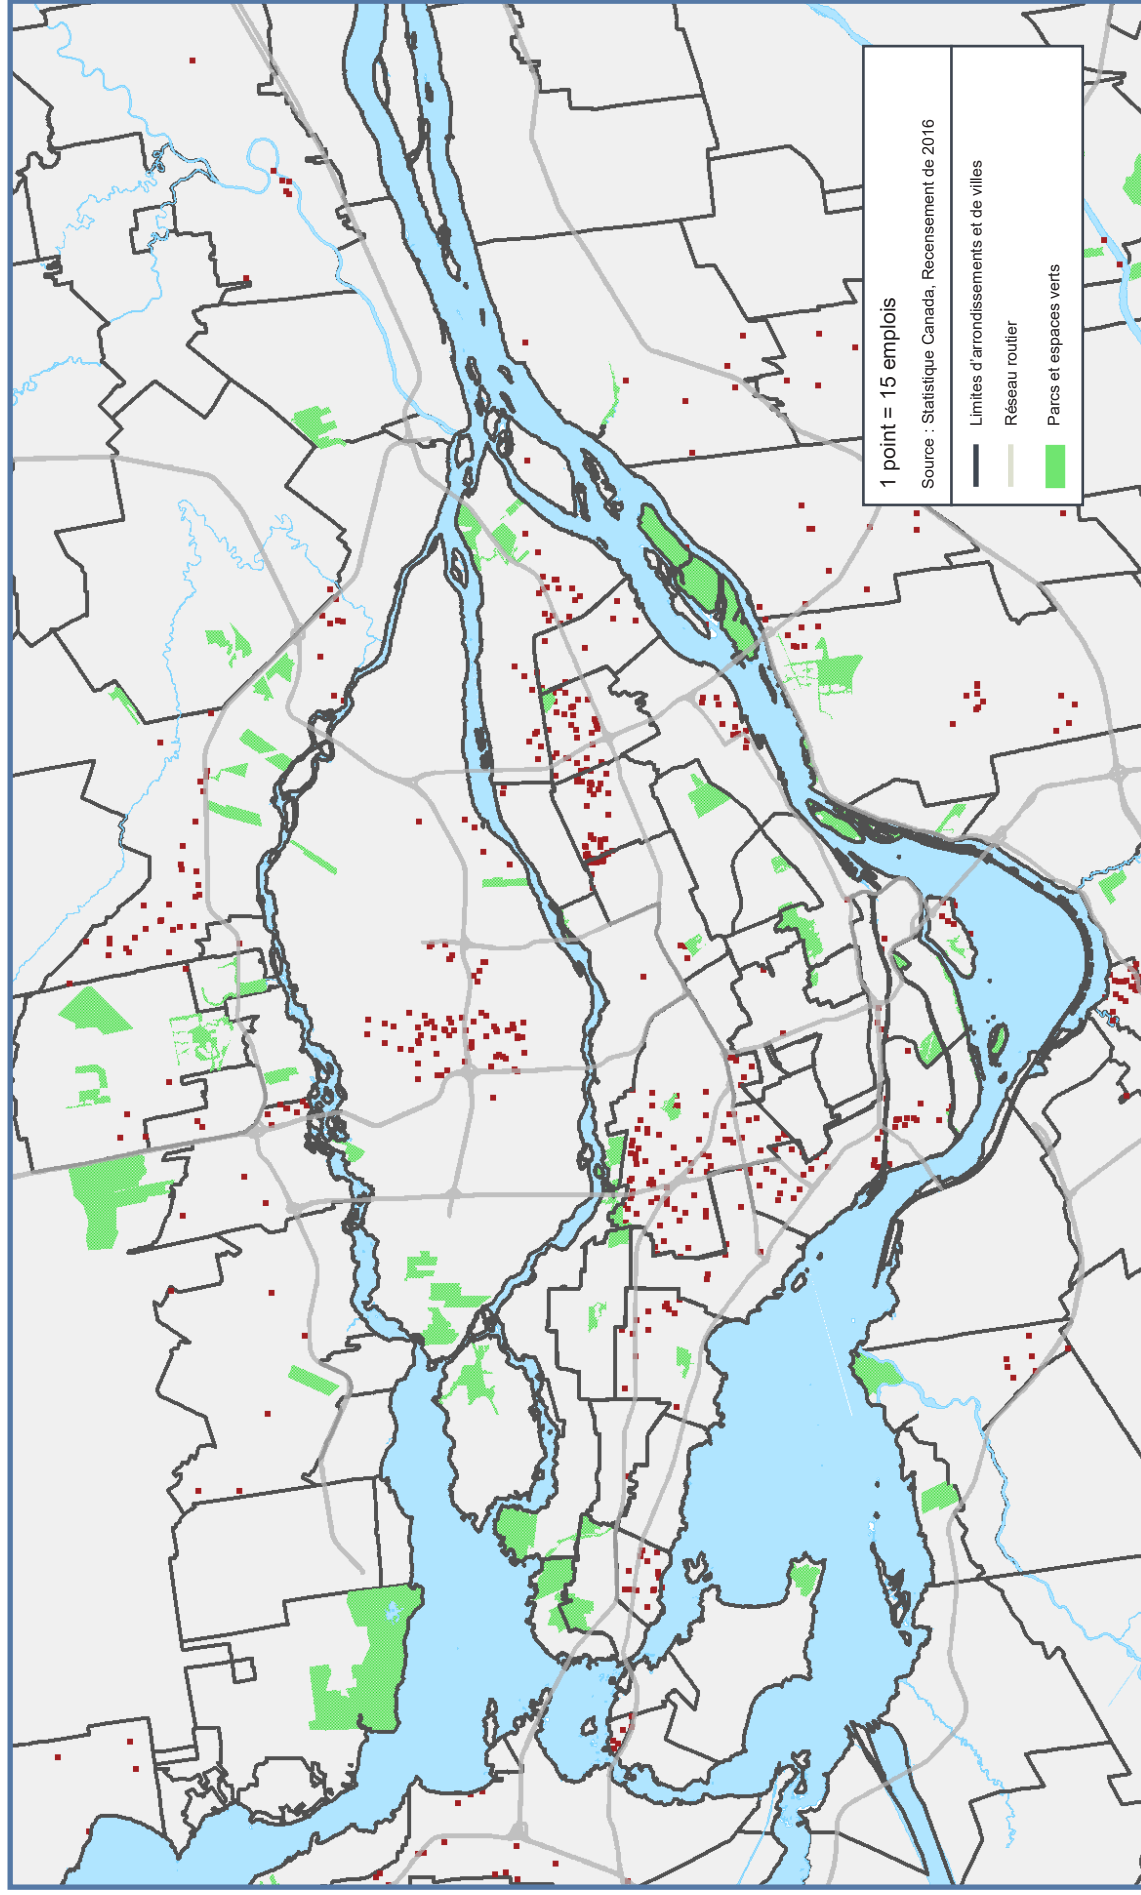 1 point = 15 emplois
Source : Statistique Canada, Recensement de 2016
Limites d'arrondissements et de villes
Réseau routier
Parcs et espaces verts